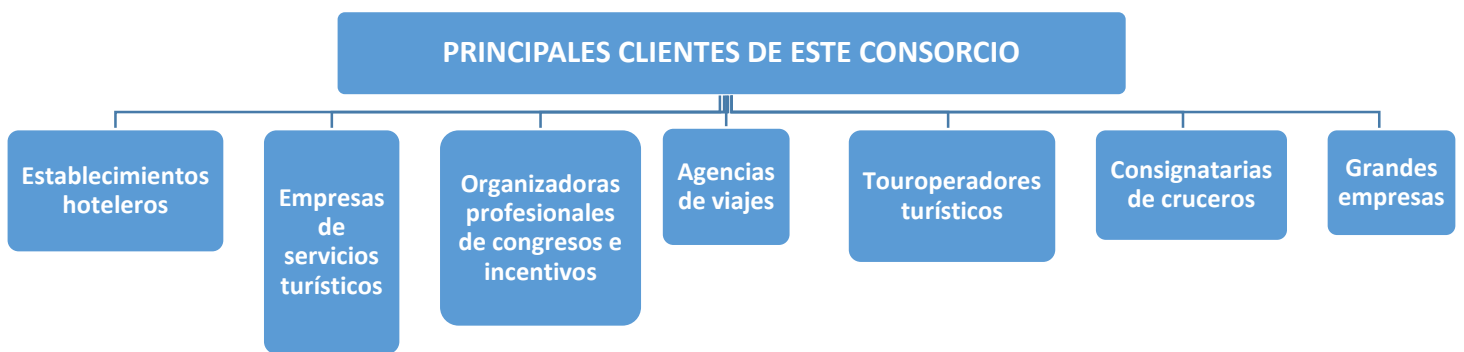 PRINCIPALES CLIENTES DE ESTE CONSORCIO
Establecimientos
hoteleros
Empresas
de
servicios
turísticos
Organizadoras
profesionales
de congresos e
incentivos
Agencias
de viajes
Touroperadores
turísticos
Consignatarias
de cruceros
Grandes
empresas